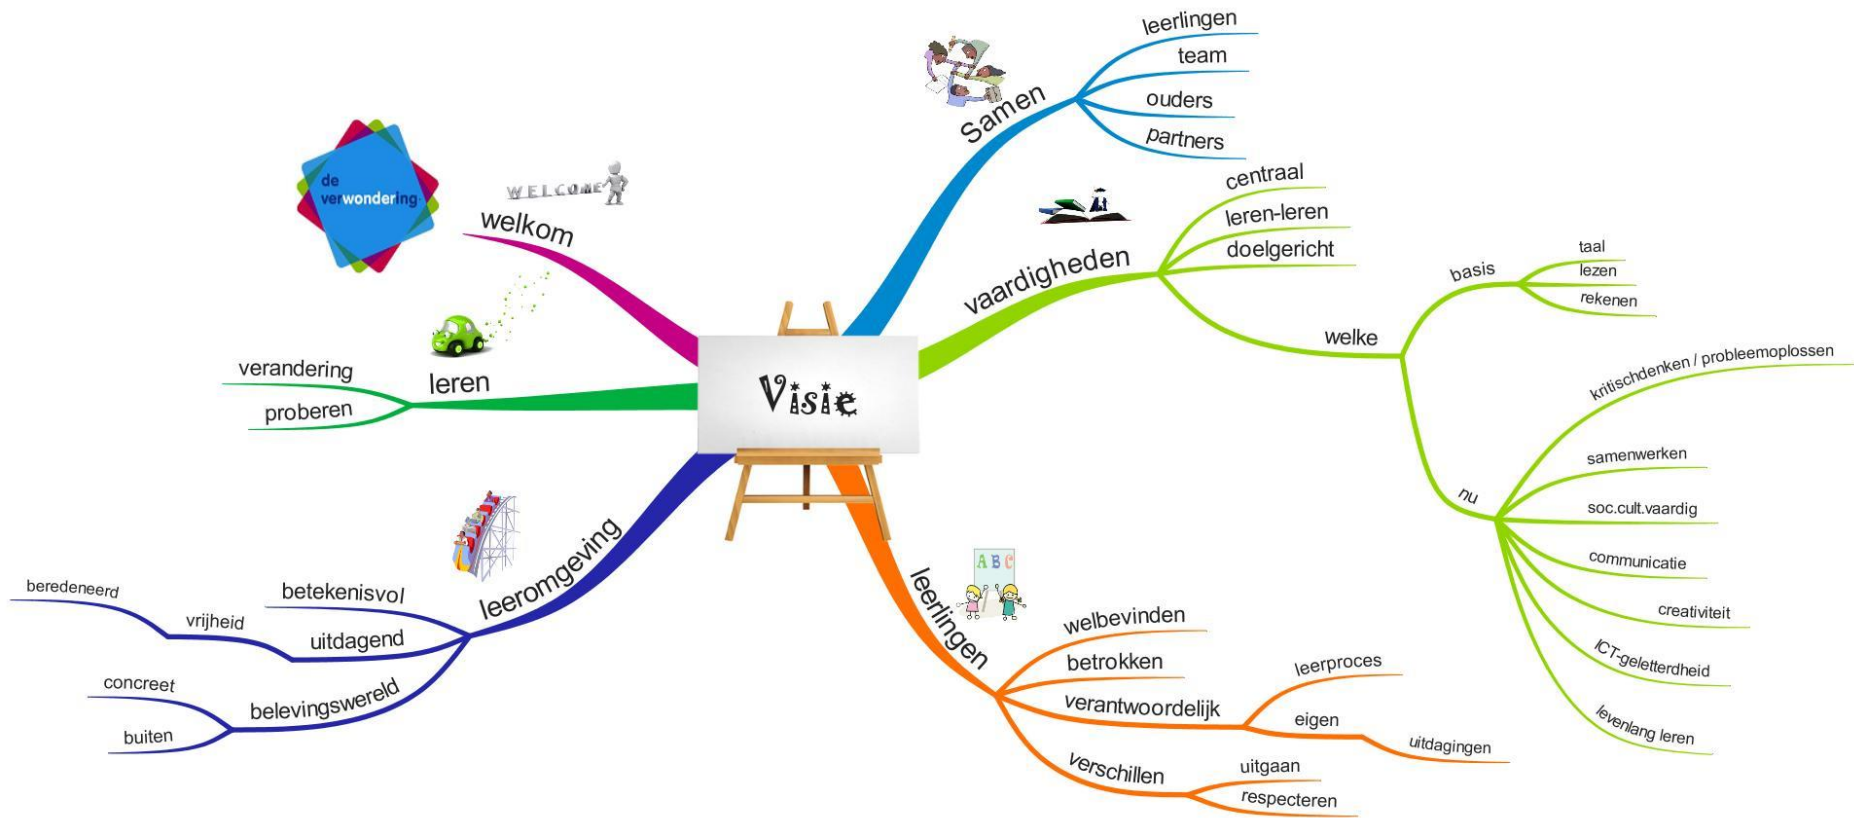 Visie
Samen
leerlingen
team
ouders
partners
vaardigheden
centraal
leren-leren
doelgericht
welke
basis
taal
lezen
rekenen
nu
kritischdenken / probleemoplossen
samenwerken
soc.cult.vaardig
communicatie
creativiteit
ICT-geletterdheid
levenlang leren
leerlingen
A B C
welbevinden
betrokken
verantwoordelijk
leerproces
eigen
uitdagingen
verschillen
uitgaan
respecteren
leeromgeving
betekenisvol
uitdagend
vrijheid
beredeneerd
belevingswereld
concreet
buiten
leren
verandering
proberen
welkom
WELCOME
de
verwondering